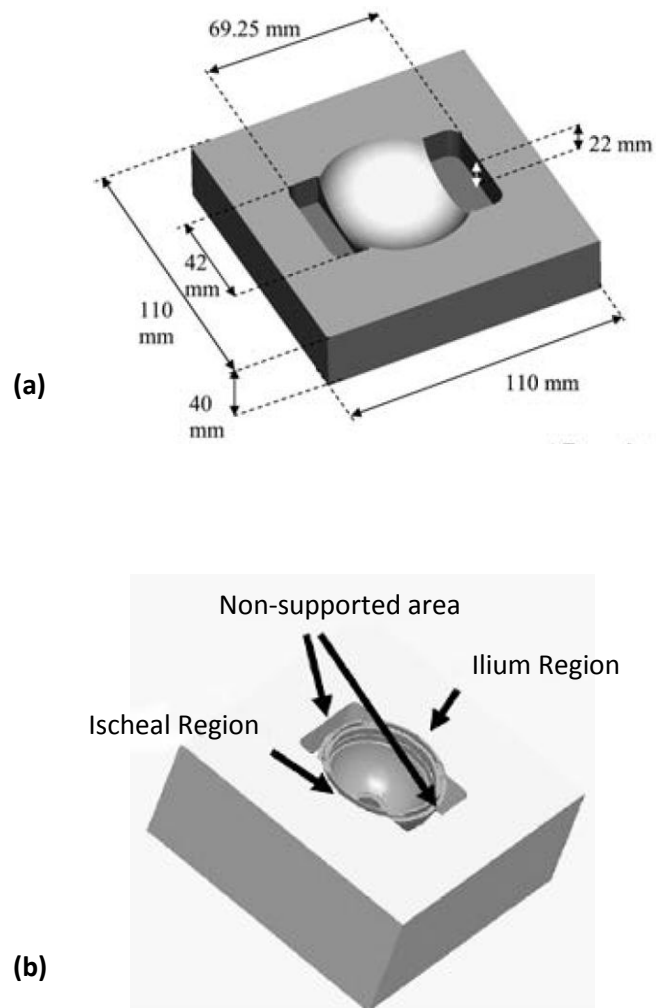 69.25 mm
22 mm
42
mm
110
mm
(a)
40
mm
110 mm
Non-supported area
Ilium Region
Ischeal Region
(b)